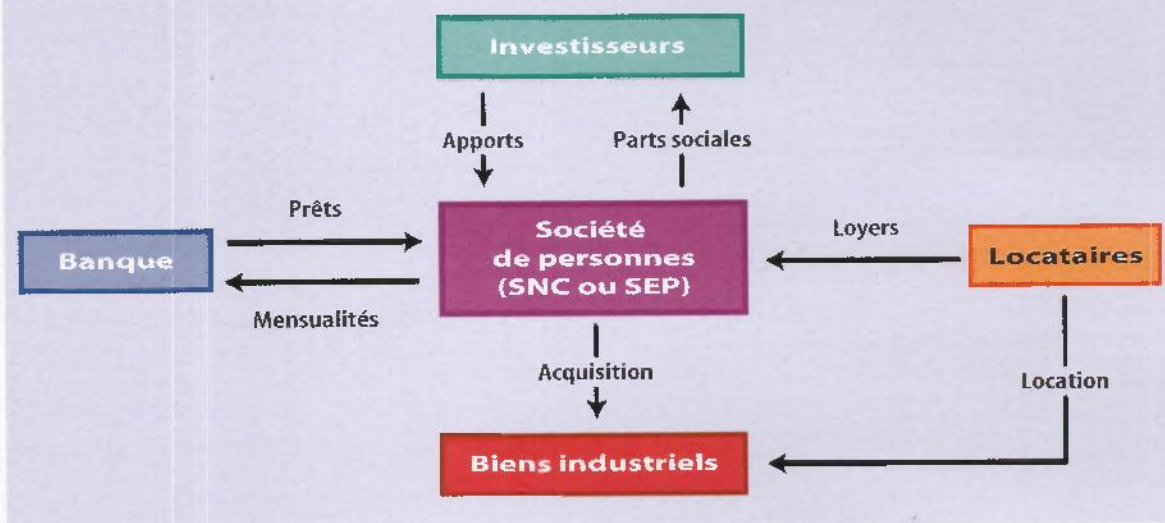 Investisseurs
Apports
Parts sociales
Prêts
Banque
Mensualités
Société
de personnes
(SNC ou SEP)
Loyers
Locataires
Acquisition
Location
Biens industriels